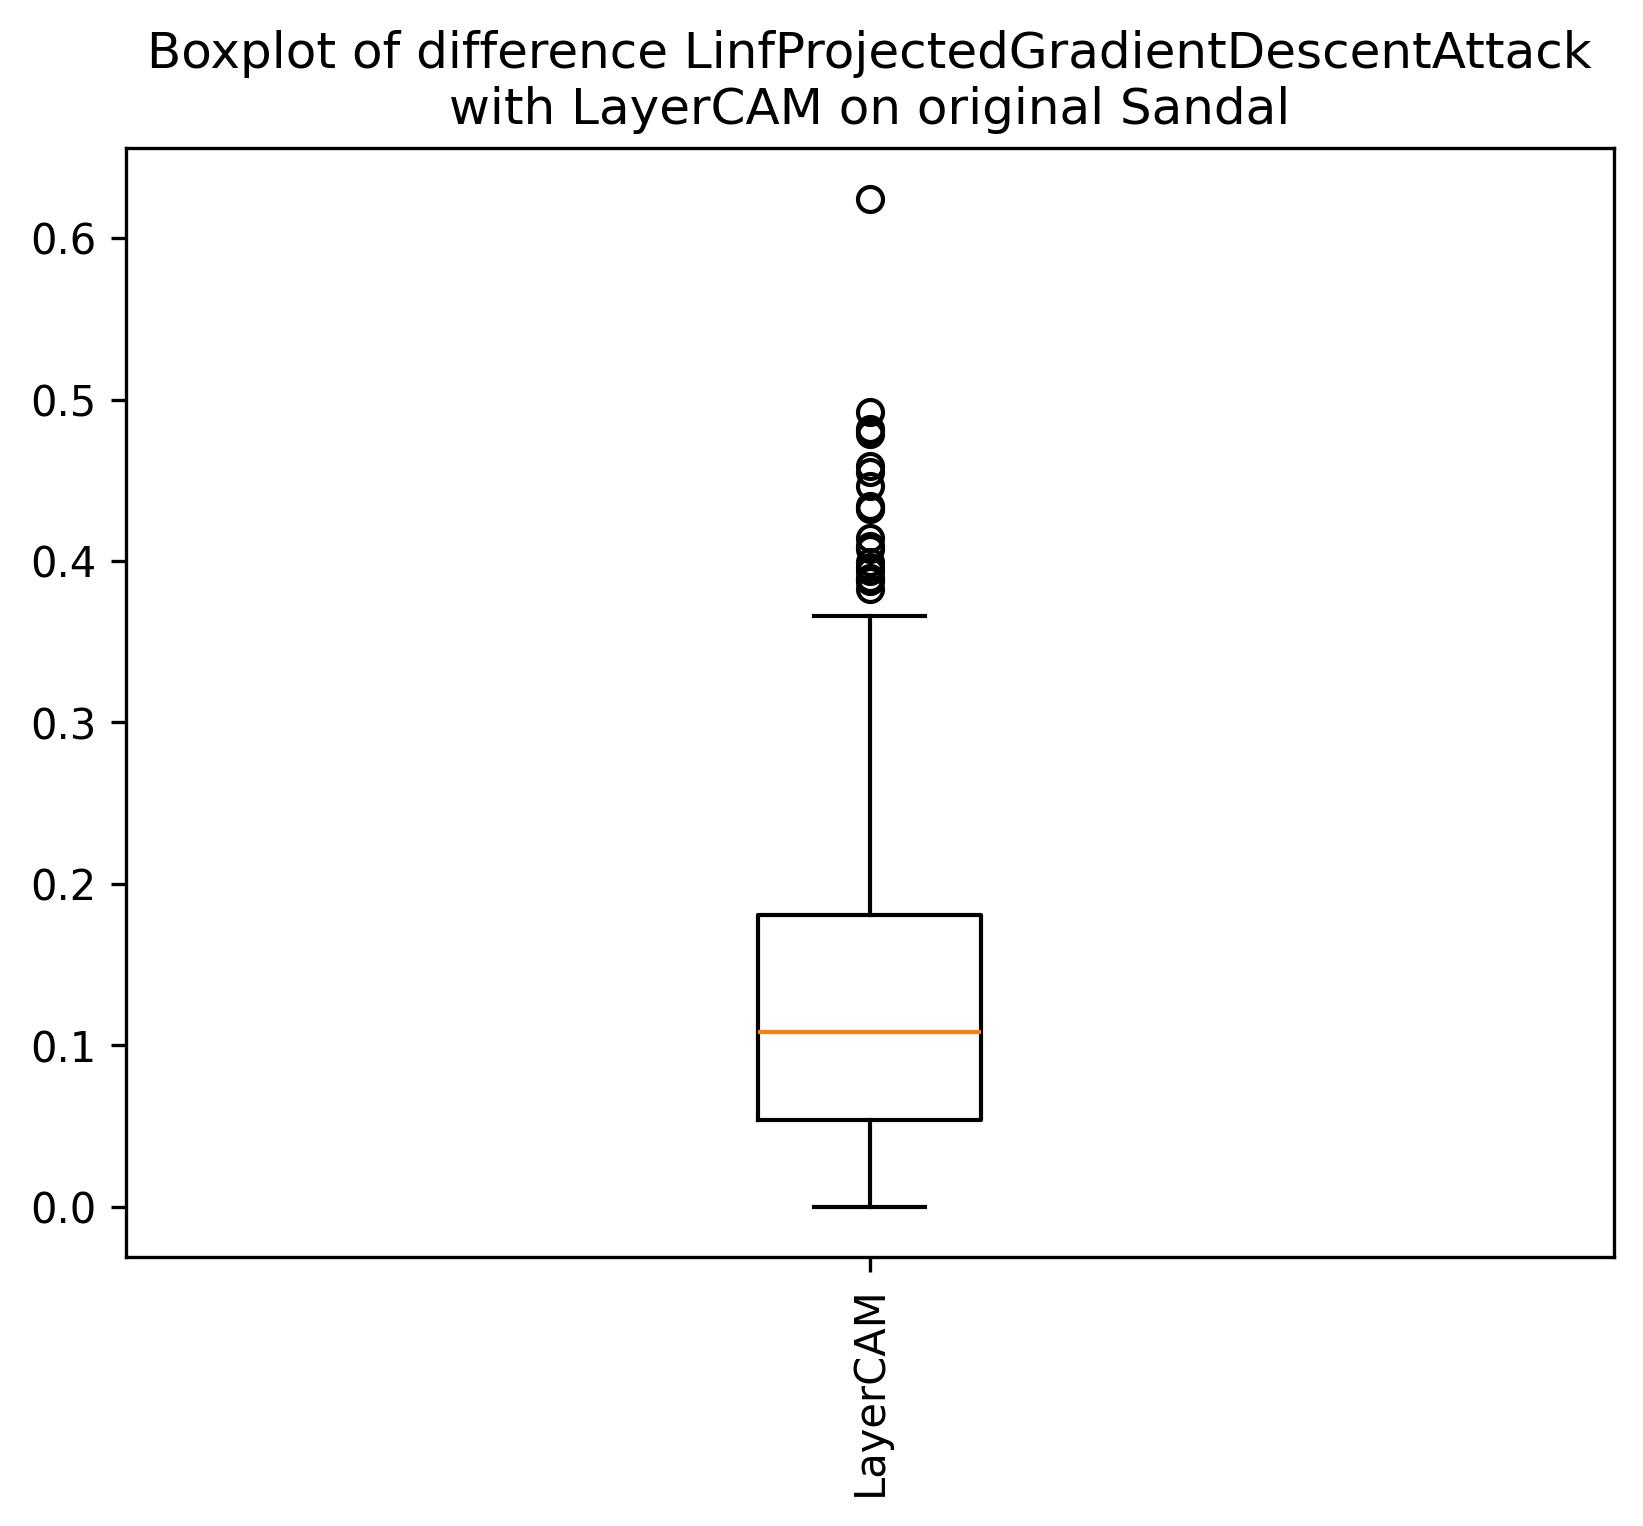 Boxplot of difference LinfProjectedGradientDescentAttack
with LayerCAM on original Sandal
0.6
0.5
0.4
0.3
0.2
0.1
0.0
LayerCAM